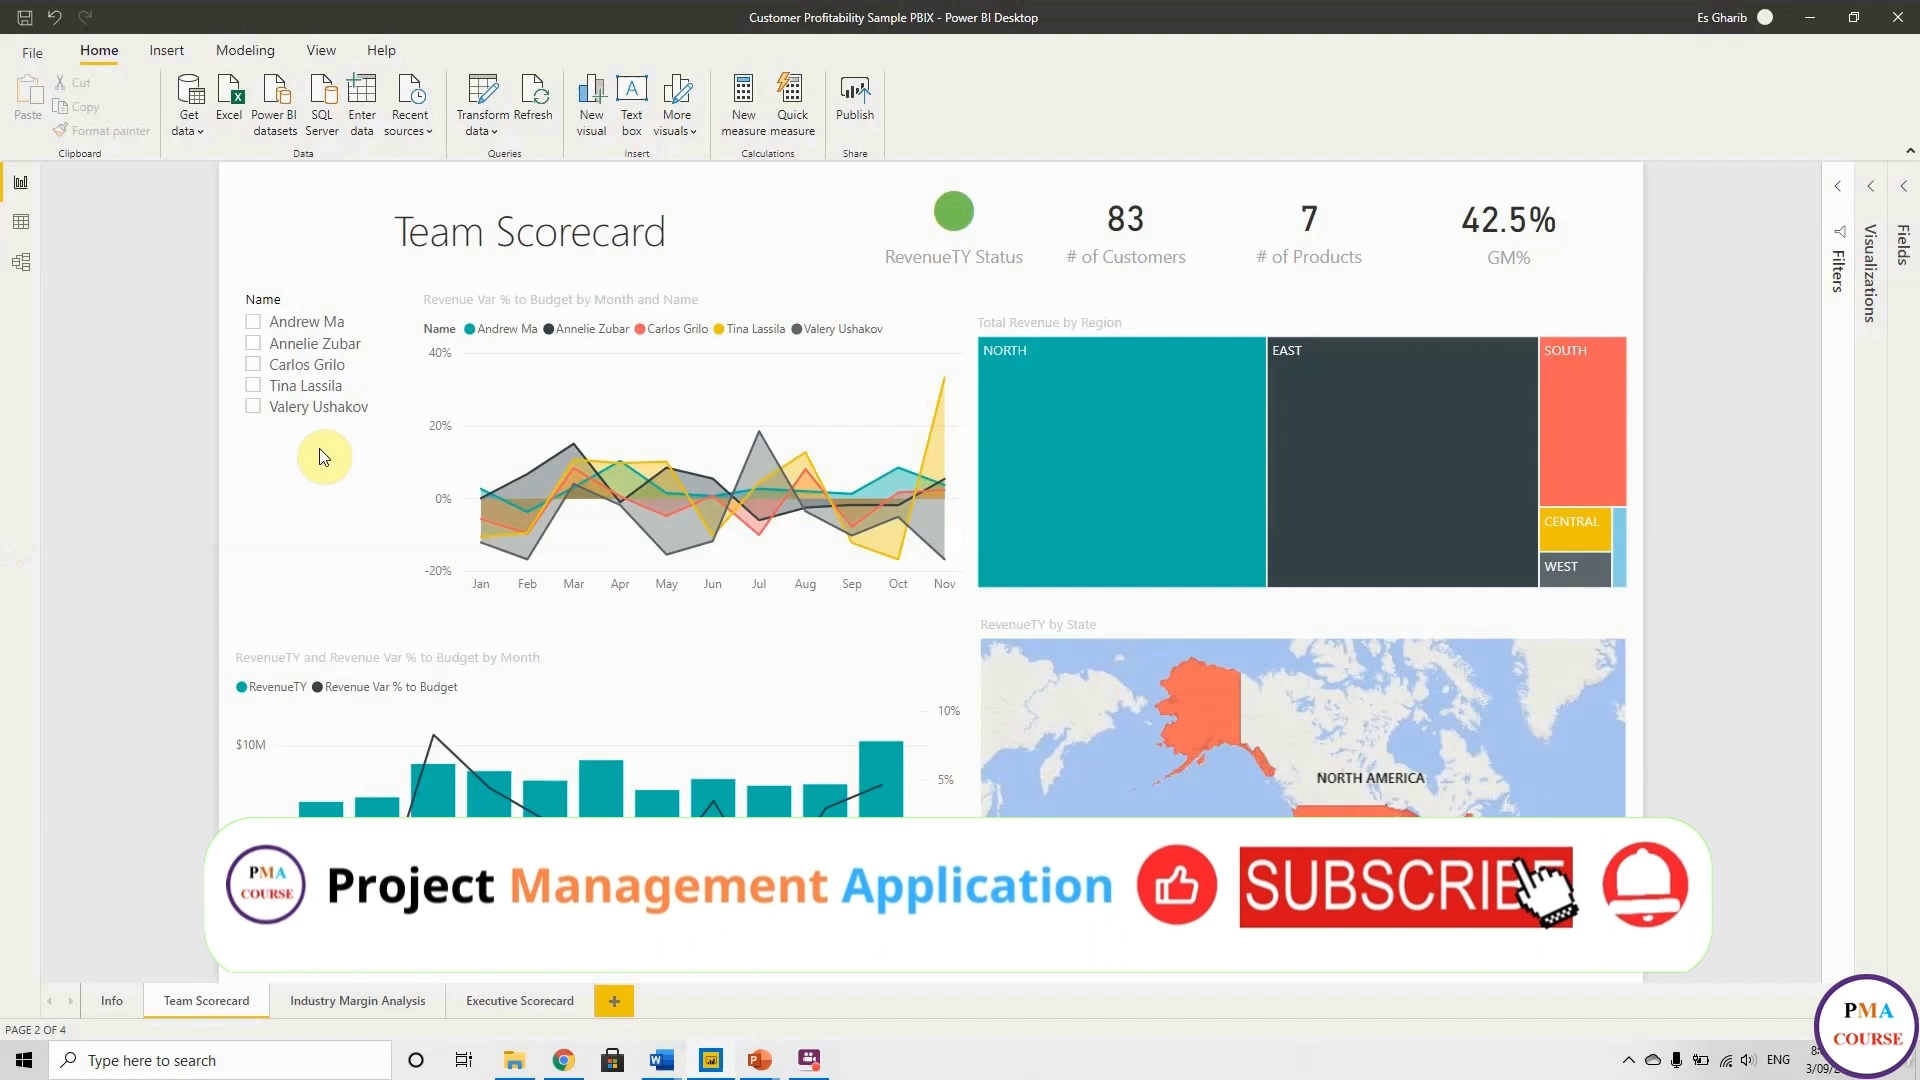 Customer Profitability Sample PBIX - Power BI Desktop
Es Gharib
File Home Insert Modeling View Help
Paste
Cut
Copy
Format painter
Clipboard
Get data
Excel
Power BI datasets
SQL Server
Enter data
Recent sources
Data
Transform data
Refresh
Queries
New visual
Text box
More visuals
Insert
New measure
Quick measure
Calculations
Publish
Share
Team Scorecard
RevenueTY Status
83
# of Customers
7
# of Products
42.5%
GM%
Filters
Visualizations
Fields
Name
Andrew Ma
Annelie Zubar
Carlos Grilo
Tina Lassila
Valery Ushakov
Revenue Var % to Budget by Month and Name
Name Andrew Ma Annelie Zubar Carlos Grilo Tina Lassila Valery Ushakov
40%
20%
0%
-20%
Jan Feb Mar Apr May Jun Jul Aug Sep Oct Nov
Total Revenue by Region
NORTH
EAST
SOUTH
CENTRAL
WEST
RevenueTY and Revenue Var % to Budget by Month
RevenueTY Revenue Var % to Budget
$10M
10%
5%
RevenueTY by State
NORTH AMERICA
PMA
COURSE
Project Management Application
SUBSCRIBE
Info
Team Scorecard
Industry Margin Analysis
Executive Scorecard
PAGE 2 OF 4
Type here to search
ENG
PMA
COURSE